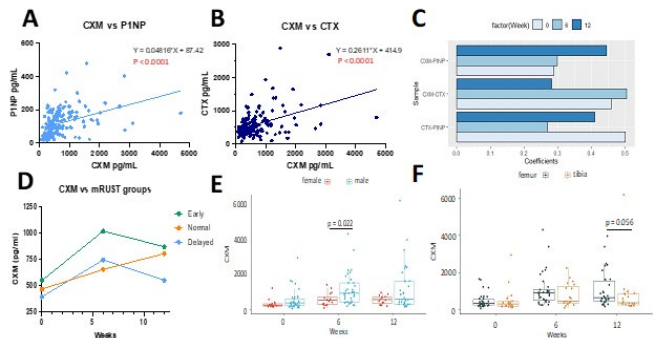 A
CXM vs P1NP
P1NP pg/mL
600
400
200
0
Y = 0.04816*X + 87.42
P < 0.0001
0 1000 2000 3000 4000 5000 6000
CXM pg/mL
B
CXM vs CTX
CTX pg/mL
3000
2000
1000
0
Y = 0.2611*X + 414.9
P < 0.0001
0 1000 2000 3000 4000 5000 6000
CXM pg/mL
C
factor(Week) 0 6 12
Sample
CXM-PINP
CXM-CTX
CTX-PINP
0.0 0.1 0.2 0.3 0.4 0.5
Coefficients
D
CXM vs mRUST groups
CXM (pg/ml)
1250
1000
750
500
250
0 5 10
Weeks
Early
Normal
Delayed
E
female male
CXM
6000
4000
2000
0
p = 0.022
0 6 12
Weeks
F
femur tibia
CXM
6000
4000
2000
0
p = 0.056
0 6 12
Weeks